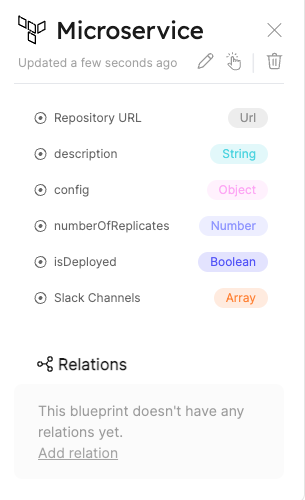 Microservice
Updated a few seconds ago
Repository URL Url
description String
config Object
numberOfReplicates Number
isDeployed Boolean
Slack Channels Array
Relations
This blueprint doesn't have any
relations yet.
Add relation